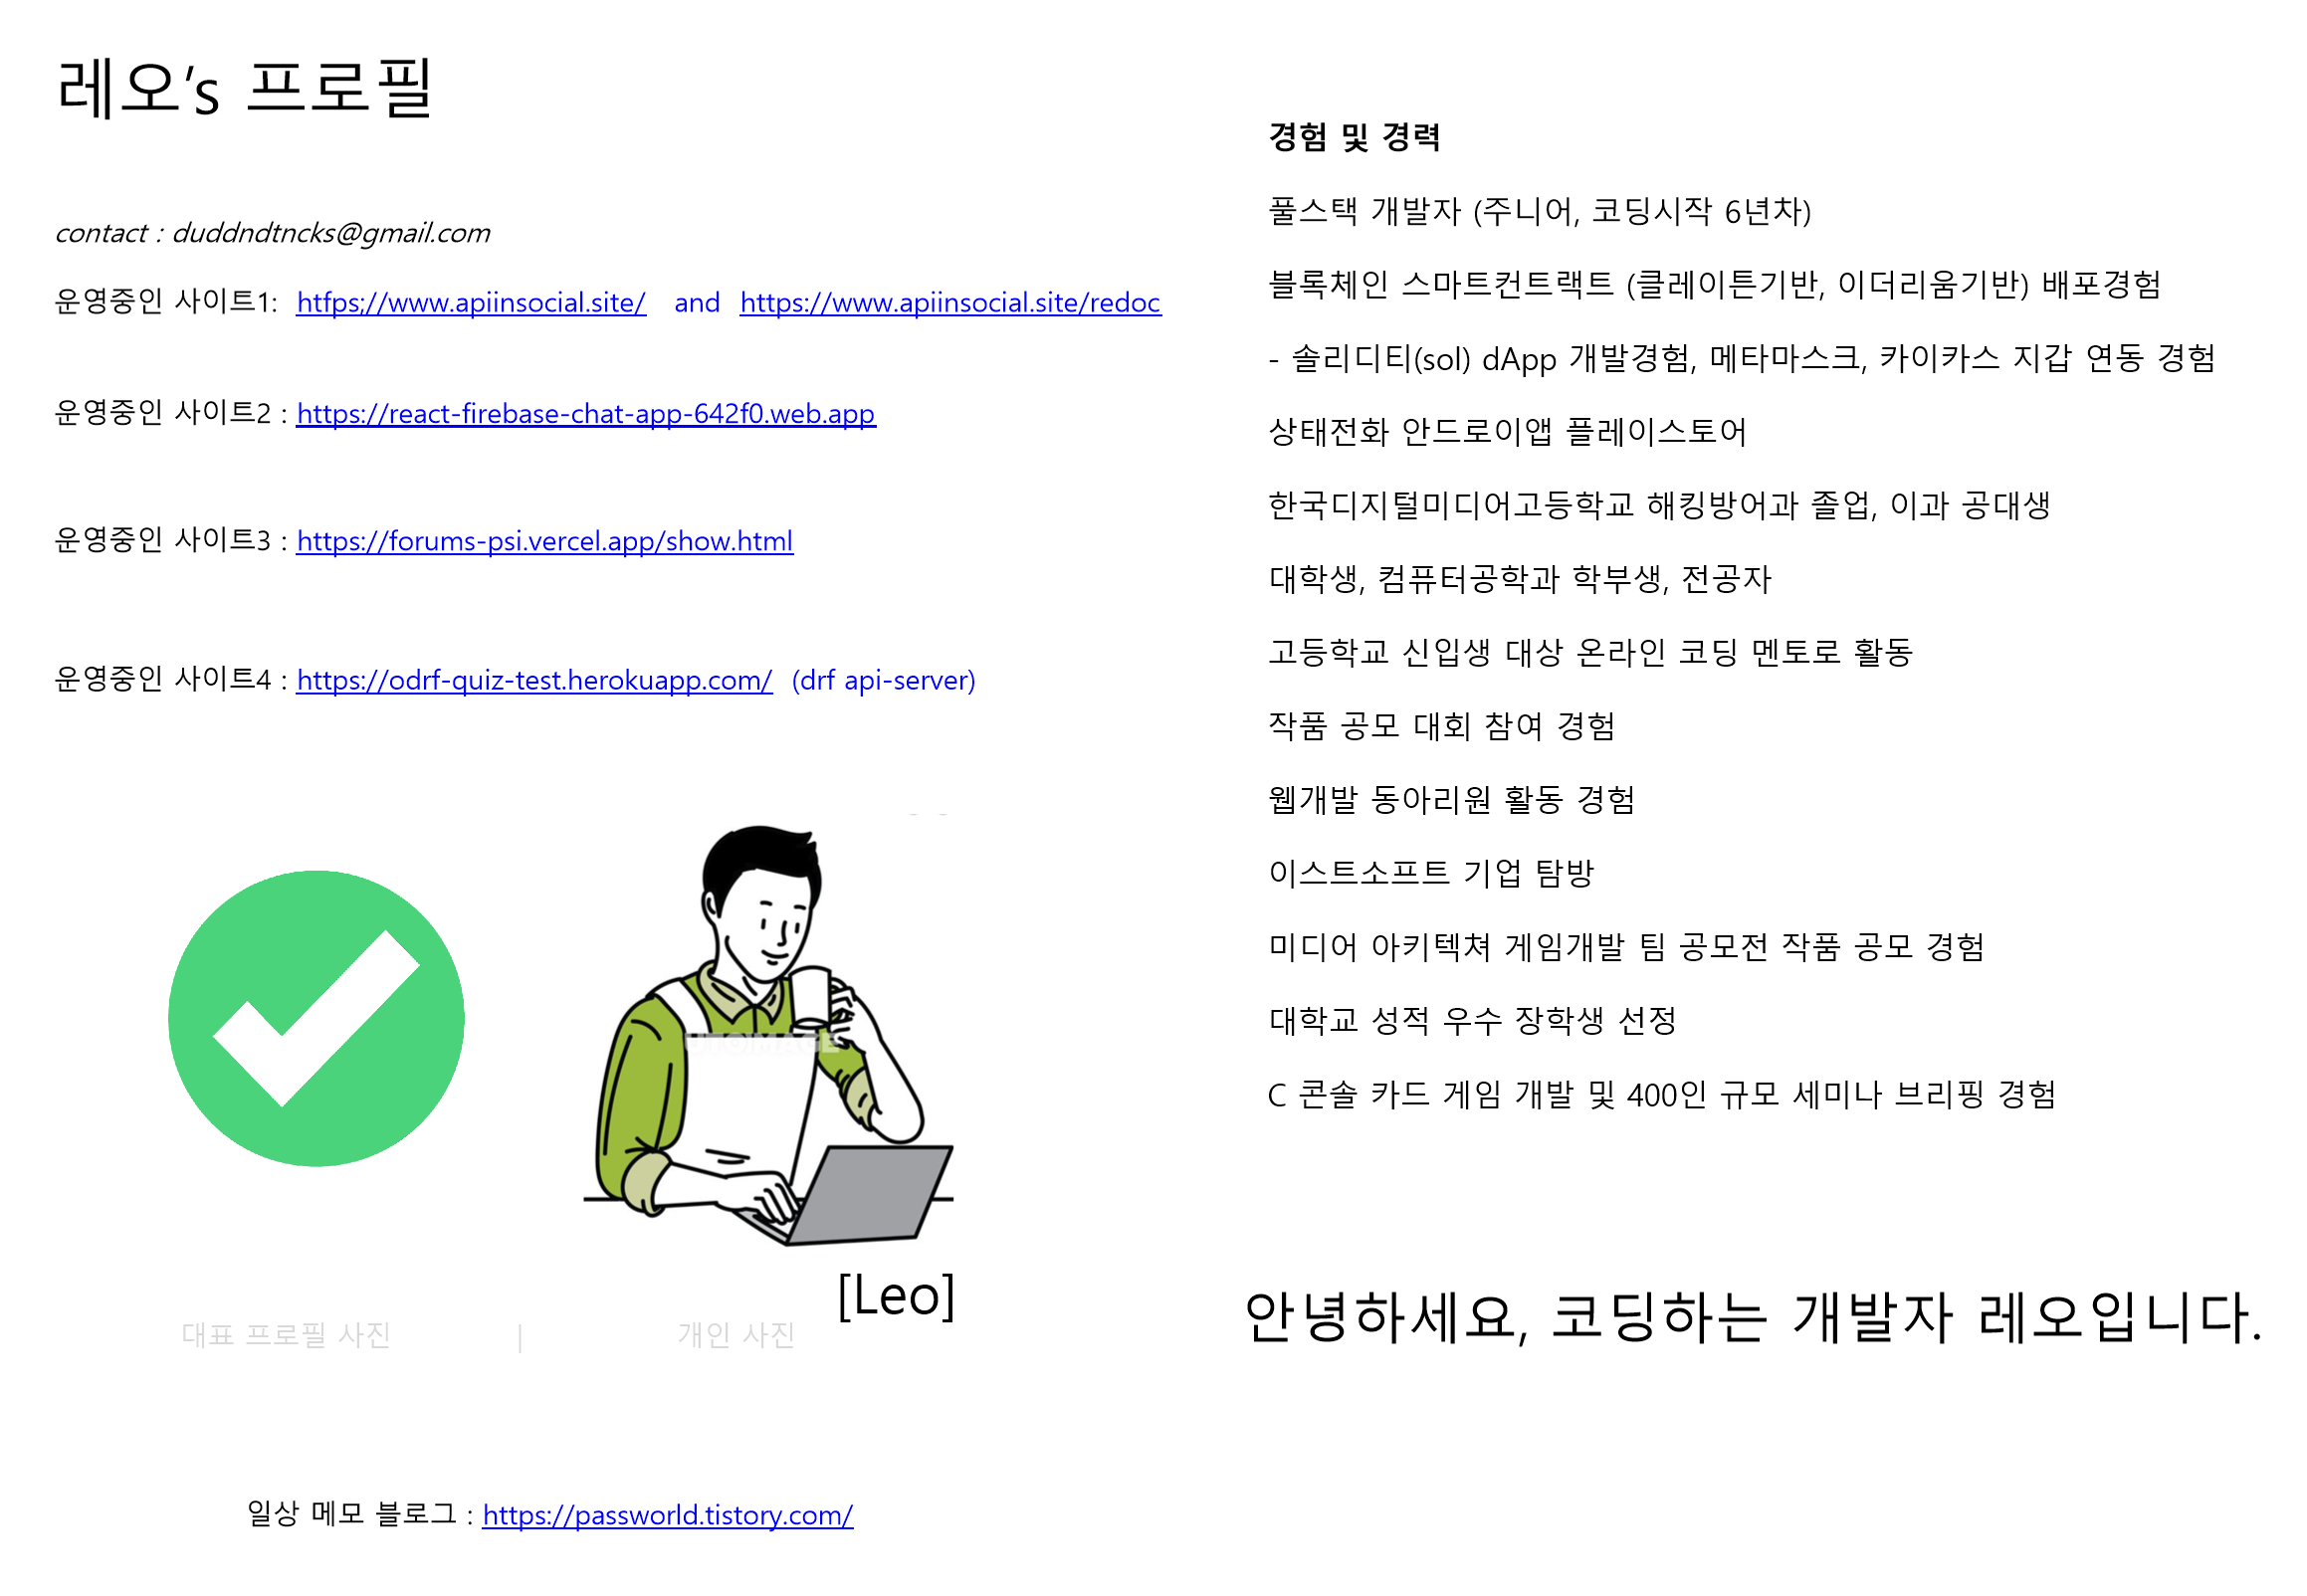 레오's 프로필
contact : duddndtncks@gmail.com
운영중인 사이트1: htfps;//www.apiinsocial.site/ and https://www.apiinsocial.site/redoc
운영중인 사이트2 : https://react-firebase-chat-app-642f0.web.app
운영중인 사이트3 : https://forums-psi.vercel.app/show.html
운영중인 사이트4 : https://odrf-quiz-test.herokuapp.com/ (drf api-server)
[Leo]
대표 프로필 사진 | 개인 사진
일상 메모 블로그 : https://passworld.tistory.com/
경험 및 경력
풀스택 개발자 (주니어, 코딩시작 6년차)
블록체인 스마트컨트랙트 (클레이튼기반, 이더리움기반) 배포경험
- 솔리디티(sol) dApp 개발경험, 메타마스크, 카이카스 지갑 연동 경험
상태전화 안드로이앱 플레이스토어
한국디지털미디어고등학교 해킹방어과 졸업, 이과 공대생
대학생, 컴퓨터공학과 학부생, 전공자
고등학교 신입생 대상 온라인 코딩 멘토로 활동
작품 공모 대회 참여 경험
웹개발 동아리원 활동 경험
이스트소프트 기업 탐방
미디어 아키텍쳐 게임개발 팀 공모전 작품 공모 경험
대학교 성적 우수 장학생 선정
C 콘솔 카드 게임 개발 및 400인 규모 세미나 브리핑 경험
안녕하세요, 코딩하는 개발자 레오입니다.